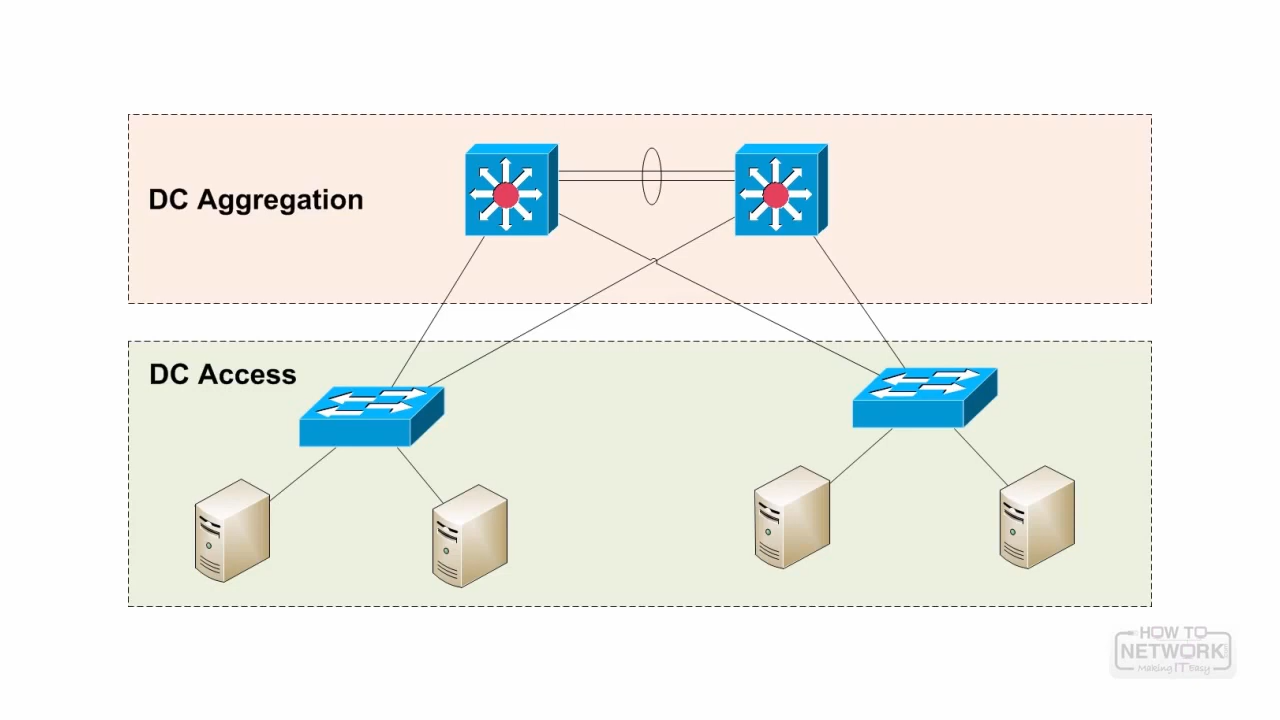 DC Aggregation
DC Access
HOW TO
NETWORK
Making IT Easy